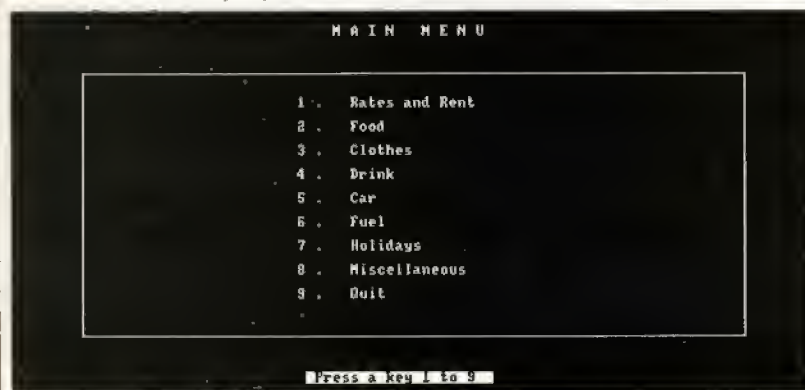 MAIN MENU
1. Rates and Rent
2. Food
3. Clothes
4. Drink
5. Car
6. Fuel
7. Holidays
8. Miscellaneous
9. Quit
Press a key 1 to 9